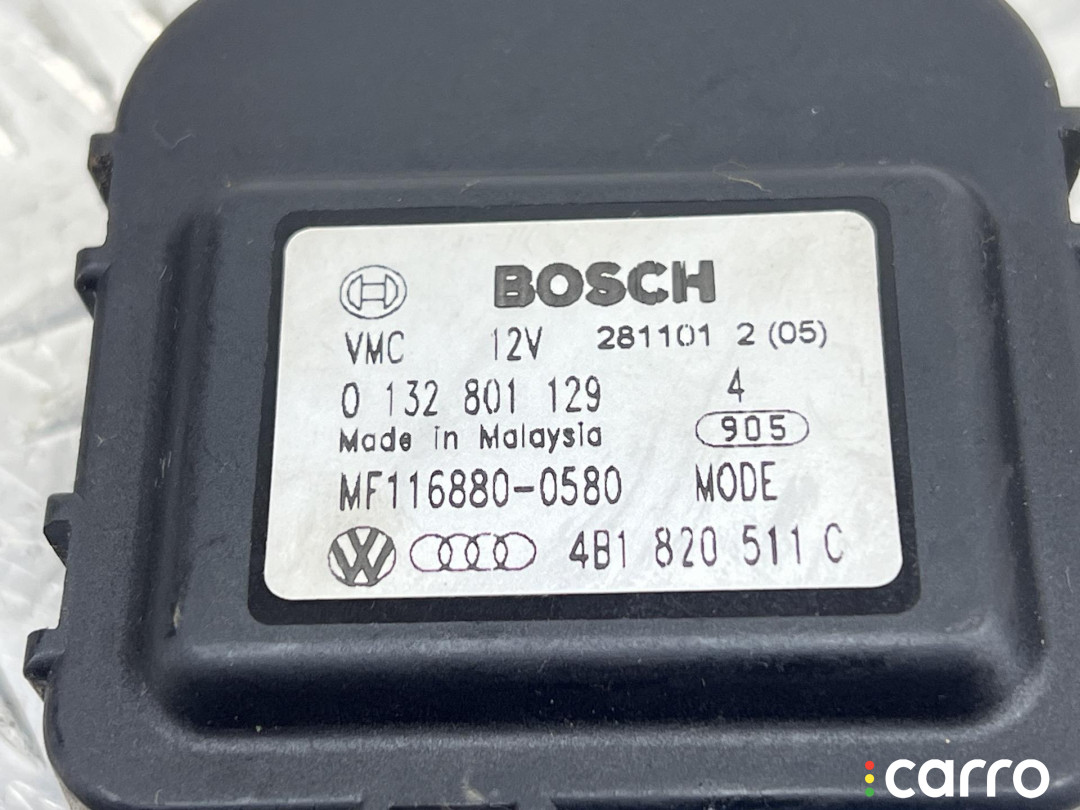 BOSCH
VMC 12V 281101 2 (05)
0 132 801 129 4
Made in Malaysia 905
MF116880-0580 MODE
VW 4B1 820 511 C
carro